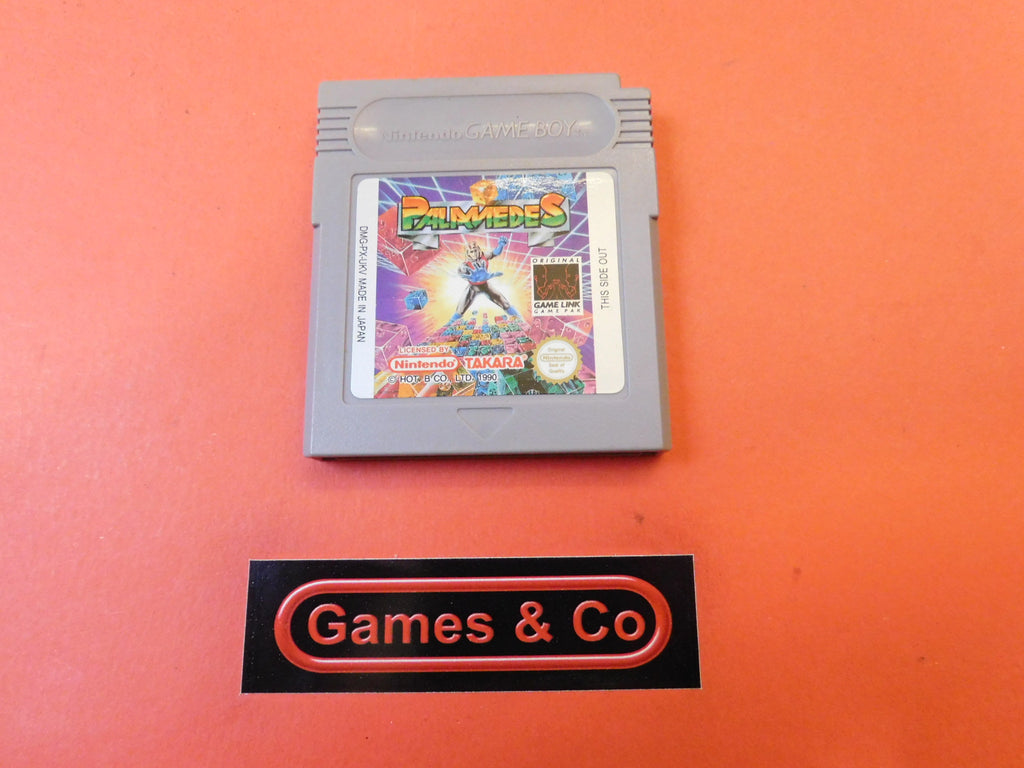 Nintendo GAME BOY TM
PALAMEDES
DMG-PX-UKV MADE IN JAPAN
ORIGINAL
GAME LINK
GAME PAK
THIS SIDE OUT
LICENSED BY
Nintendo TAKARA
© HOT. B CO., LTD. 1990
Original
Nintendo
Seal of
Quality
Games & Co